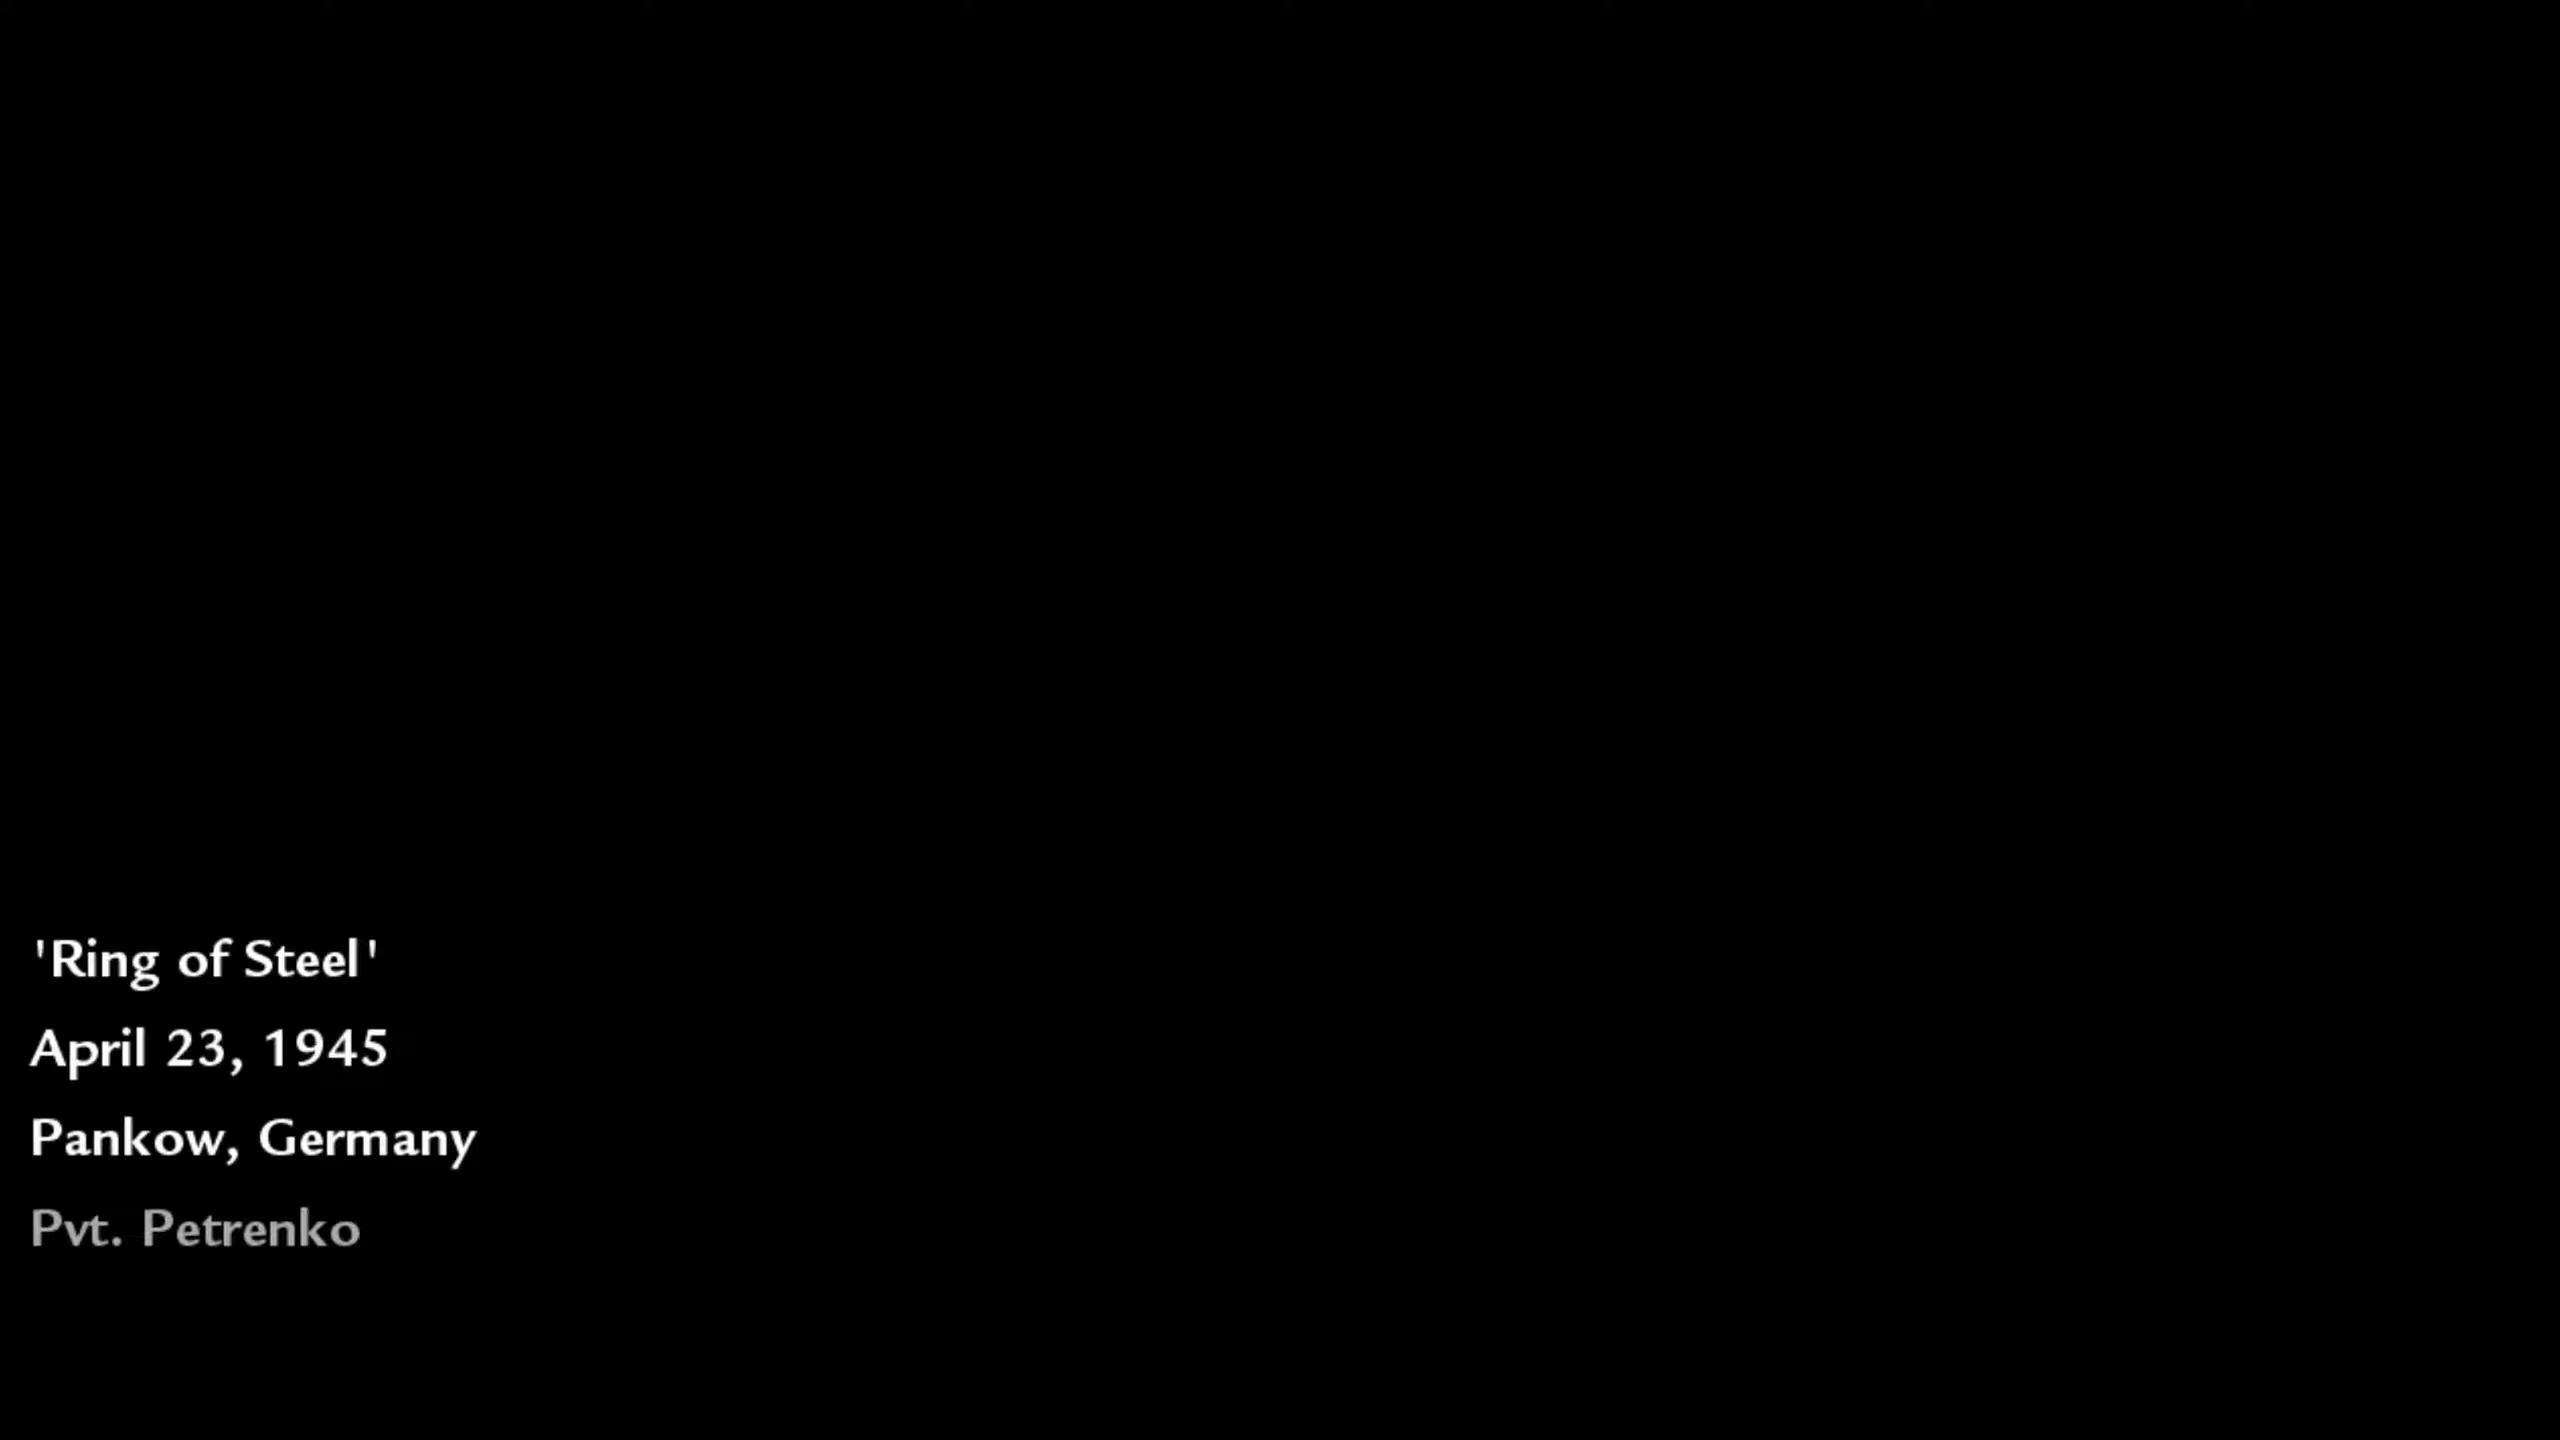 'Ring of Steel'
April 23, 1945
Pankow, Germany
Pvt. Petrenko